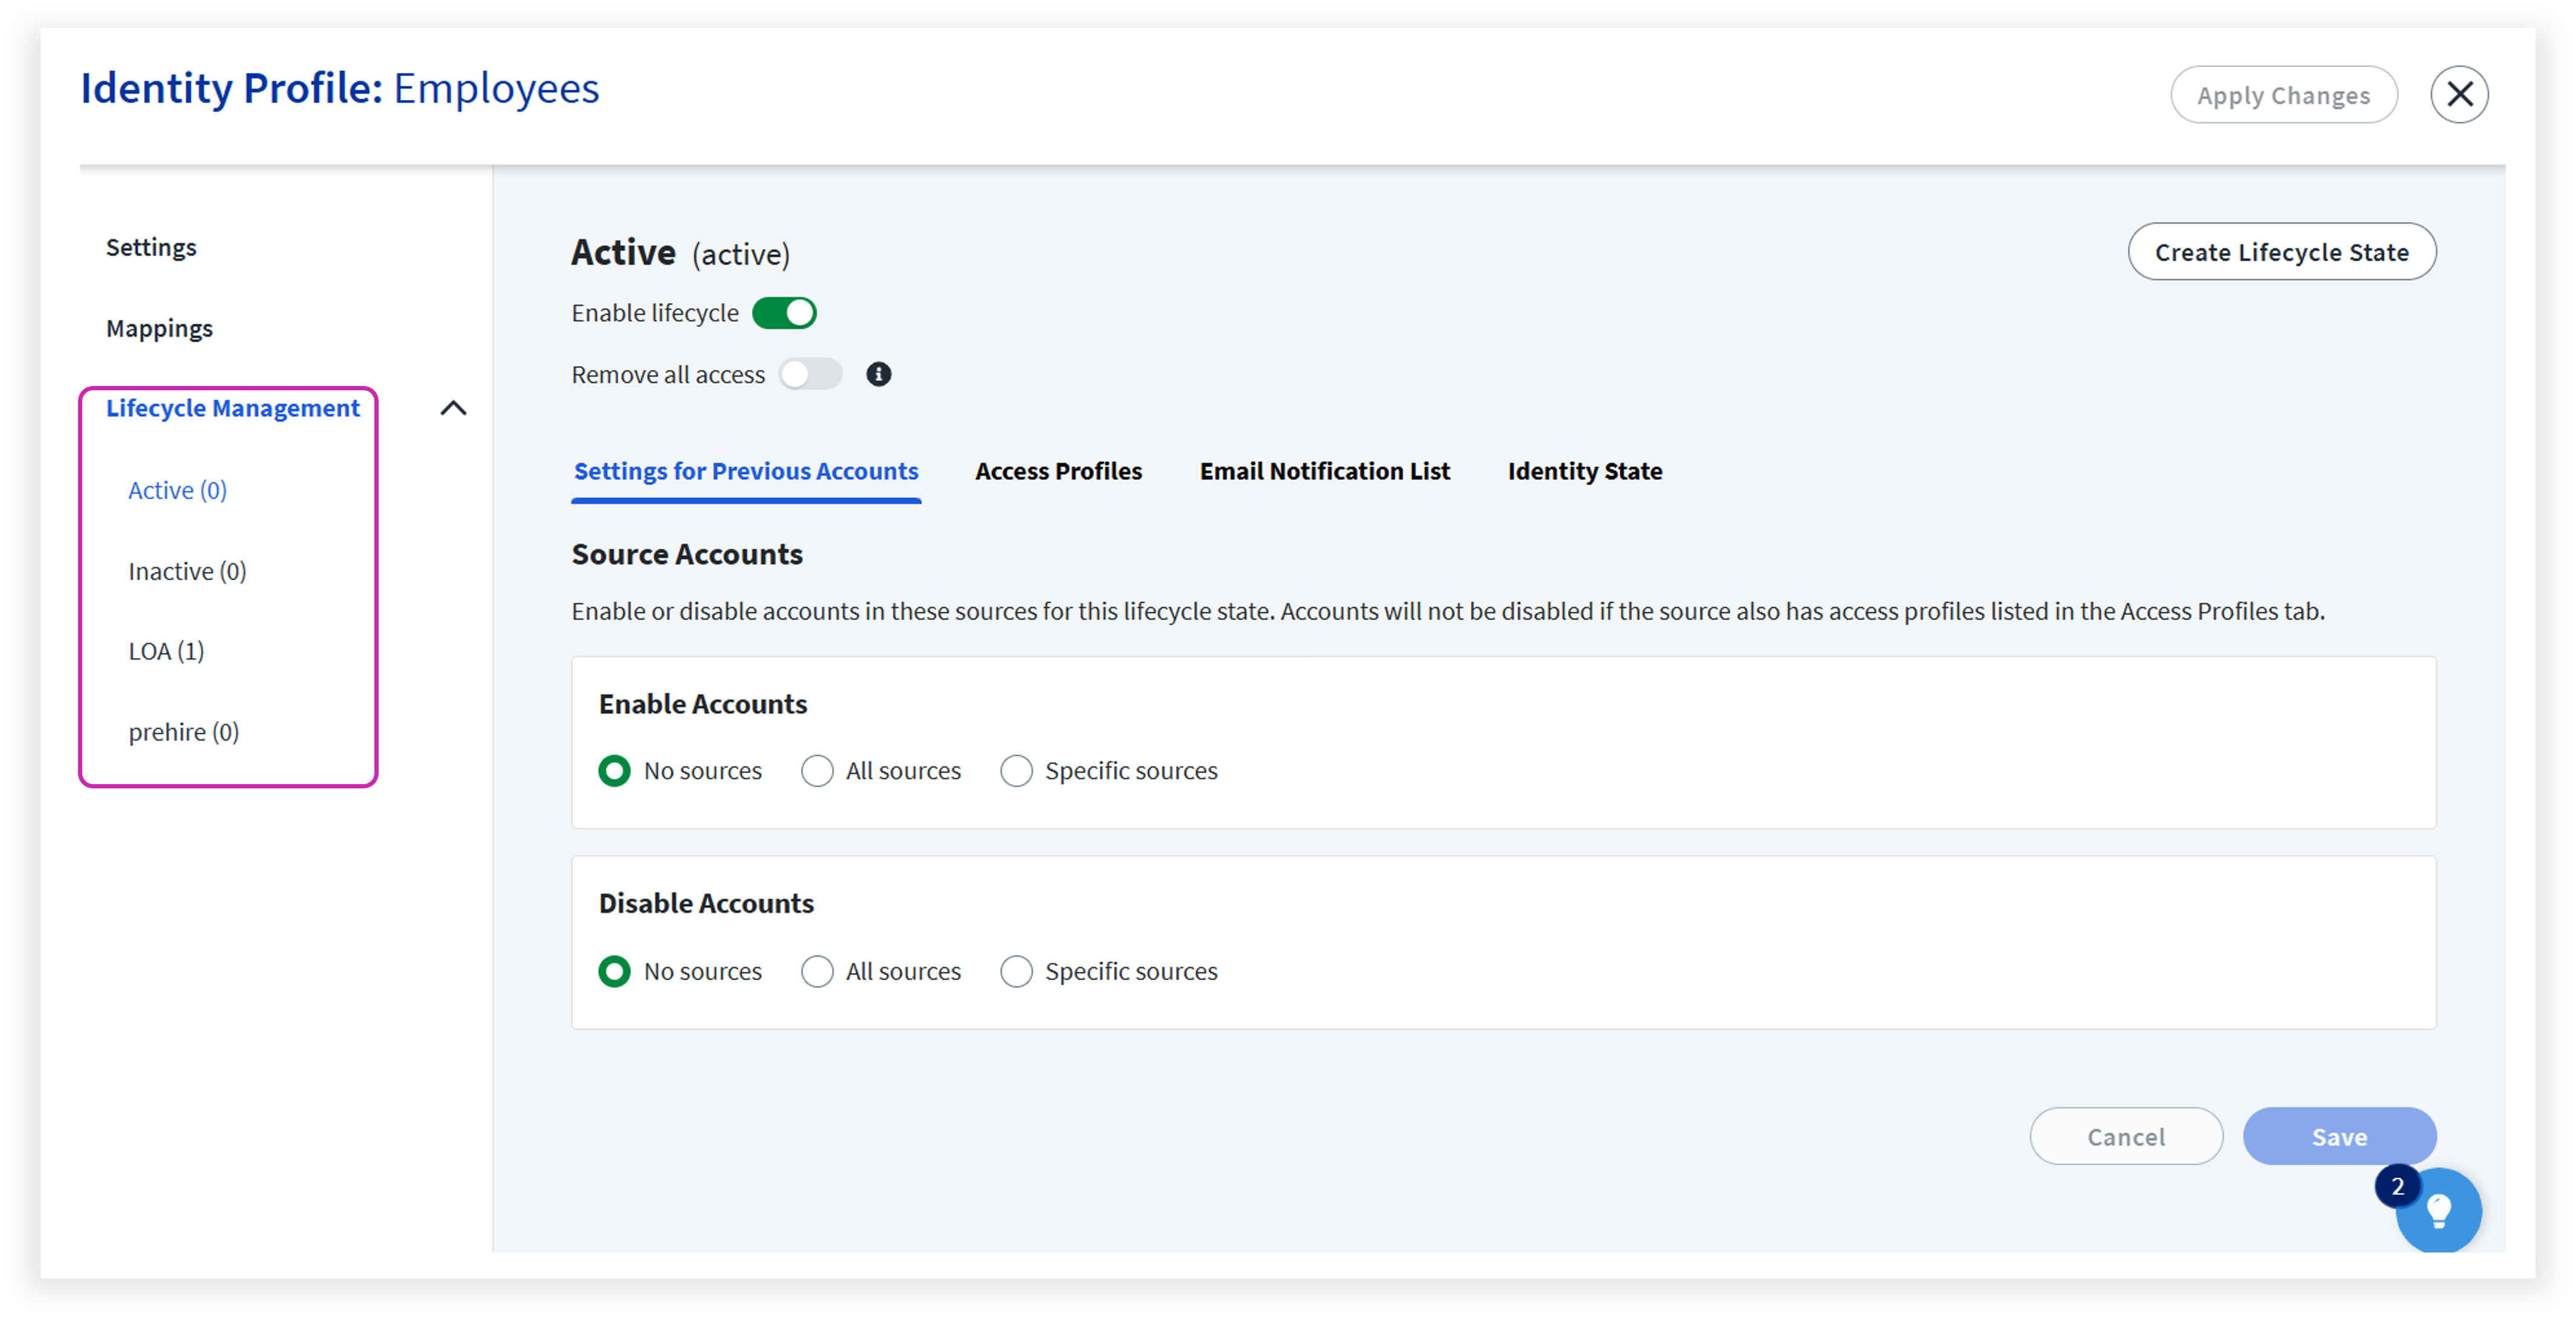 Identity Profile: Employees
Apply Changes
Settings
Mappings
Lifecycle Management
Active (0)
Inactive (0)
LOA (1)
prehire (0)
Active (active)
Create Lifecycle State
Enable lifecycle
Remove all access
Settings for Previous Accounts
Access Profiles
Email Notification List
Identity State
Source Accounts
Enable or disable accounts in these sources for this lifecycle state. Accounts will not be disabled if the source also has access profiles listed in the Access Profiles tab.
Enable Accounts
No sources
All sources
Specific sources
Disable Accounts
No sources
All sources
Specific sources
Cancel
Save
2